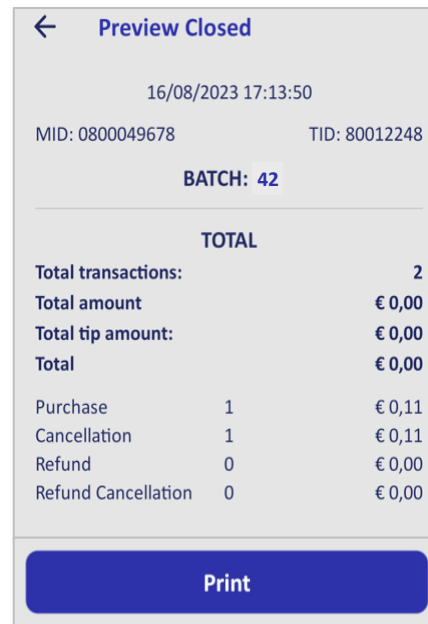 Preview Closed
16/08/2023 17:13:50
MID: 0800049678 TID: 80012248
BATCH: 42
TOTAL
Total transactions: 2
Total amount € 0,00
Total tip amount: € 0,00
Total € 0,00
Purchase 1 € 0,11
Cancellation 1 € 0,11
Refund 0 € 0,00
Refund Cancellation 0 € 0,00
Print